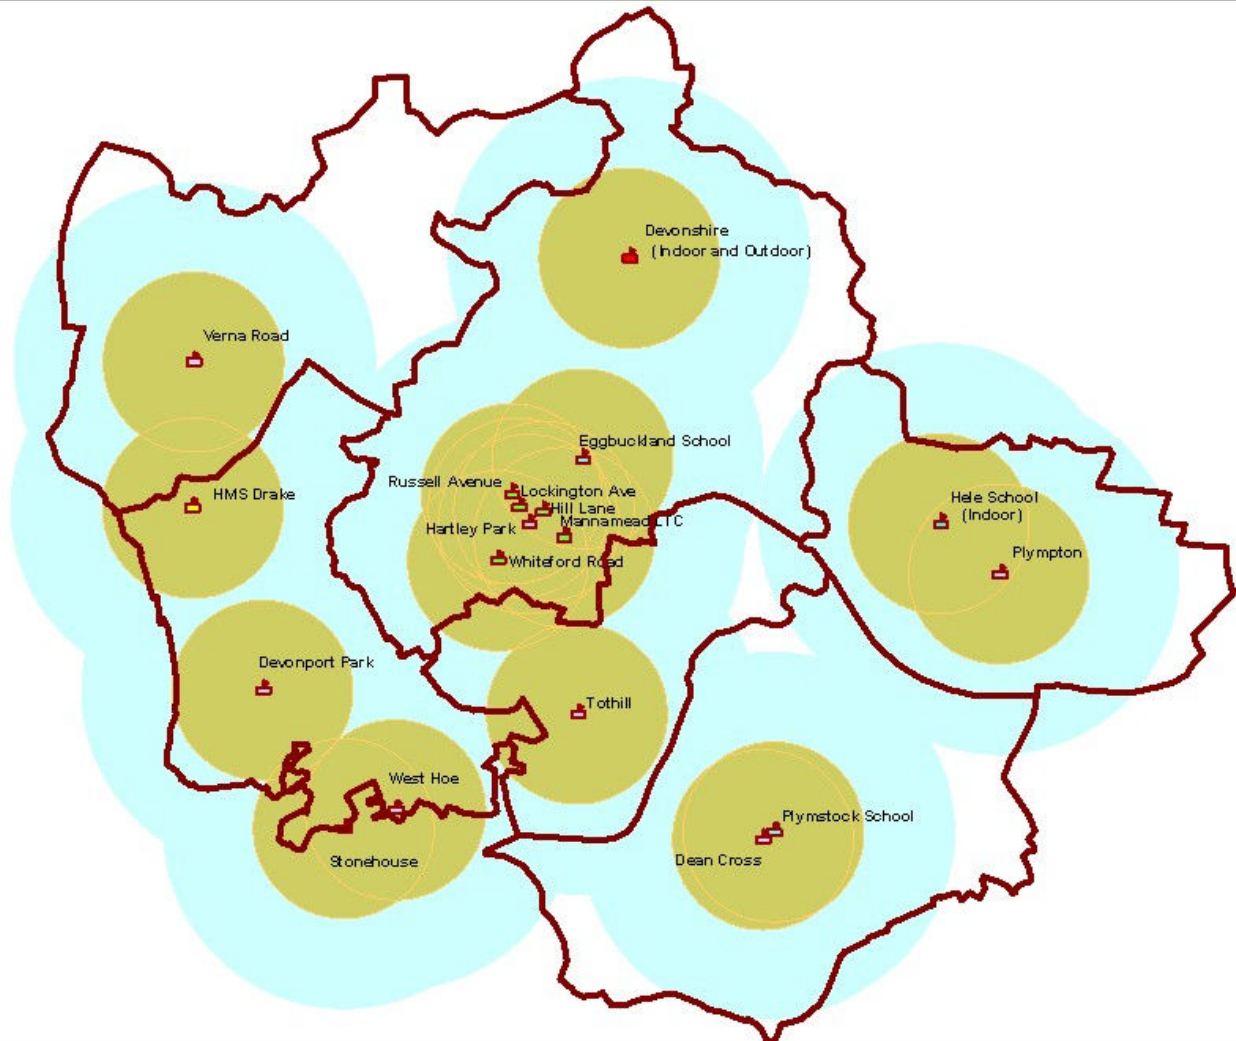 Devonshire
(Indoor and Outdoor)
Verna Road
Eggbuckland School
Russell Avenue
Lockington Ave
HMS Drake
Hill Lane
Hartley Park
Mannamead LTC
Hele School
(Indoor)
Plympton
Whiteford Road
Devonport Park
Tothill
West Hoe
Plymstock School
Stonehouse
Dean Cross